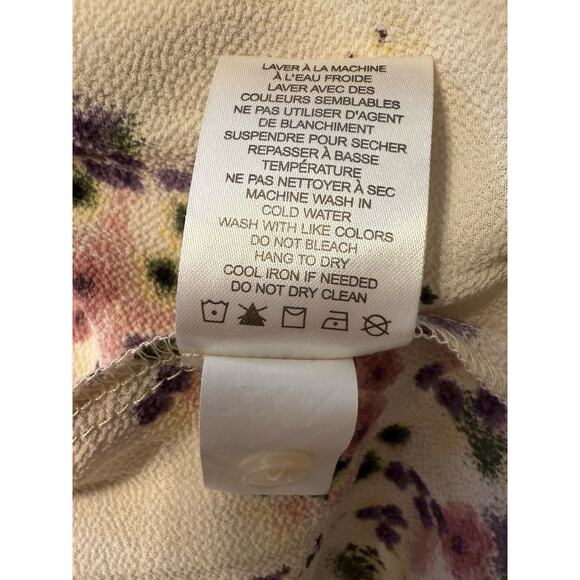 LAVER À LA MACHINE
À L'EAU FROIDE
LAVER AVEC DES
COULEURS SEMBLABLES
NE PAS UTILISER D'AGENT
DE BLANCHIMENT
SUSPENDRE POUR SECHER
REPASSER À BASSE
TEMPÉRATURE
NE PAS NETTOYER À SEC
MACHINE WASH IN
COLD WATER
WASH WITH LIKE COLORS
DO NOT BLEACH
HANG TO DRY
COOL IRON IF NEEDED
DO NOT DRY CLEAN